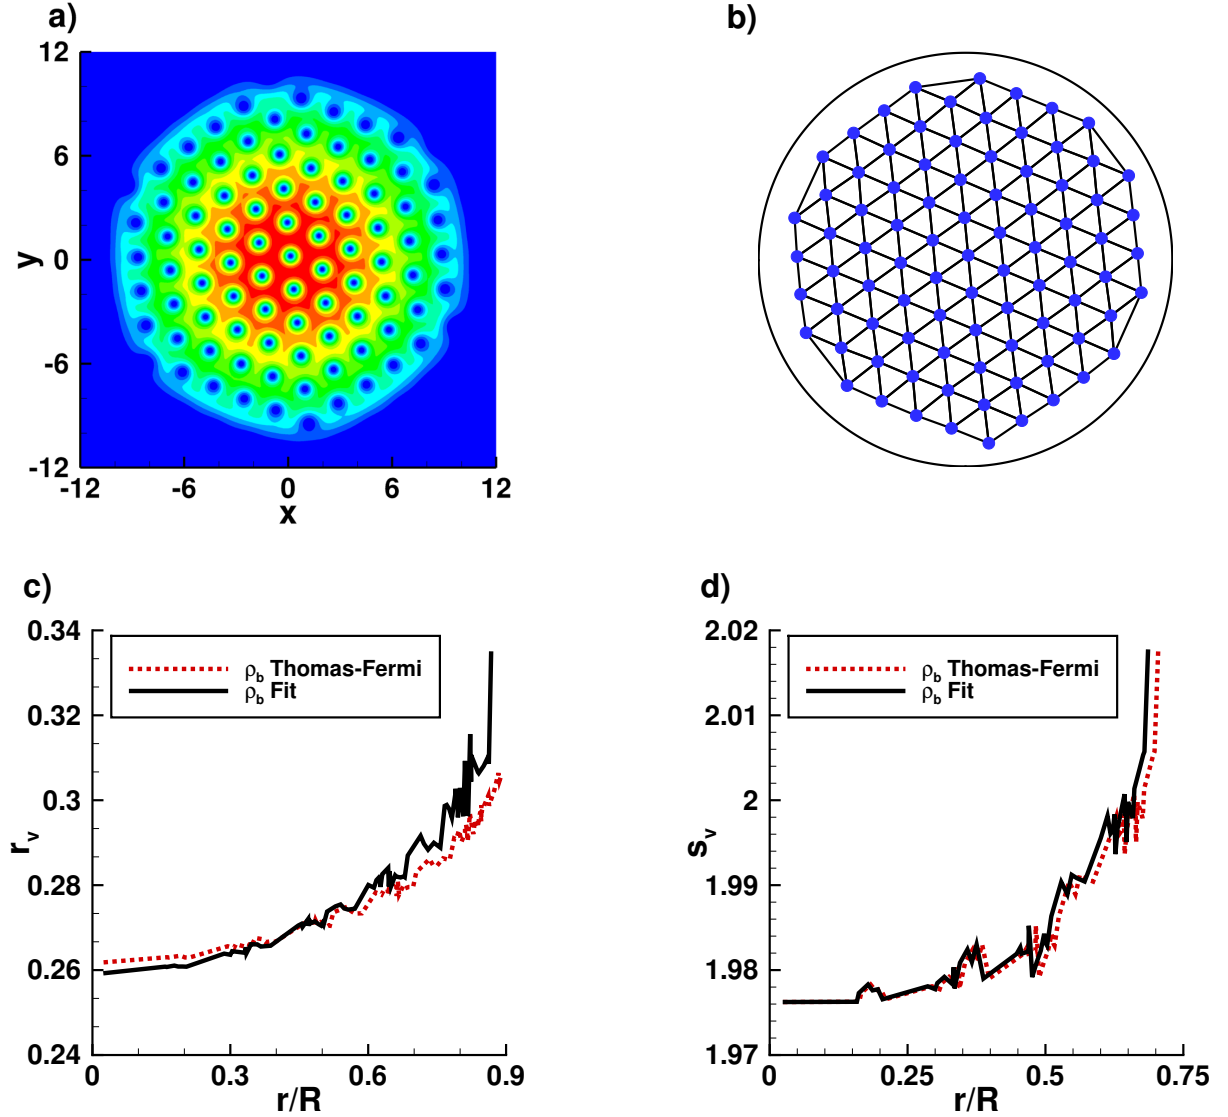 a)
12
6
0
-6
-12
y
-12
-6
0
6
12
x
b)
c)
0.34
0.32
0.3
0.28
0.26
0.24
r_v
ρ_b Thomas-Fermi
ρ_b Fit
0
0.3
0.6
0.9
r/R
d)
2.02
2.01
2
1.99
1.98
1.97
s_v
ρ_b Thomas-Fermi
ρ_b Fit
0
0.25
0.5
0.75
r/R